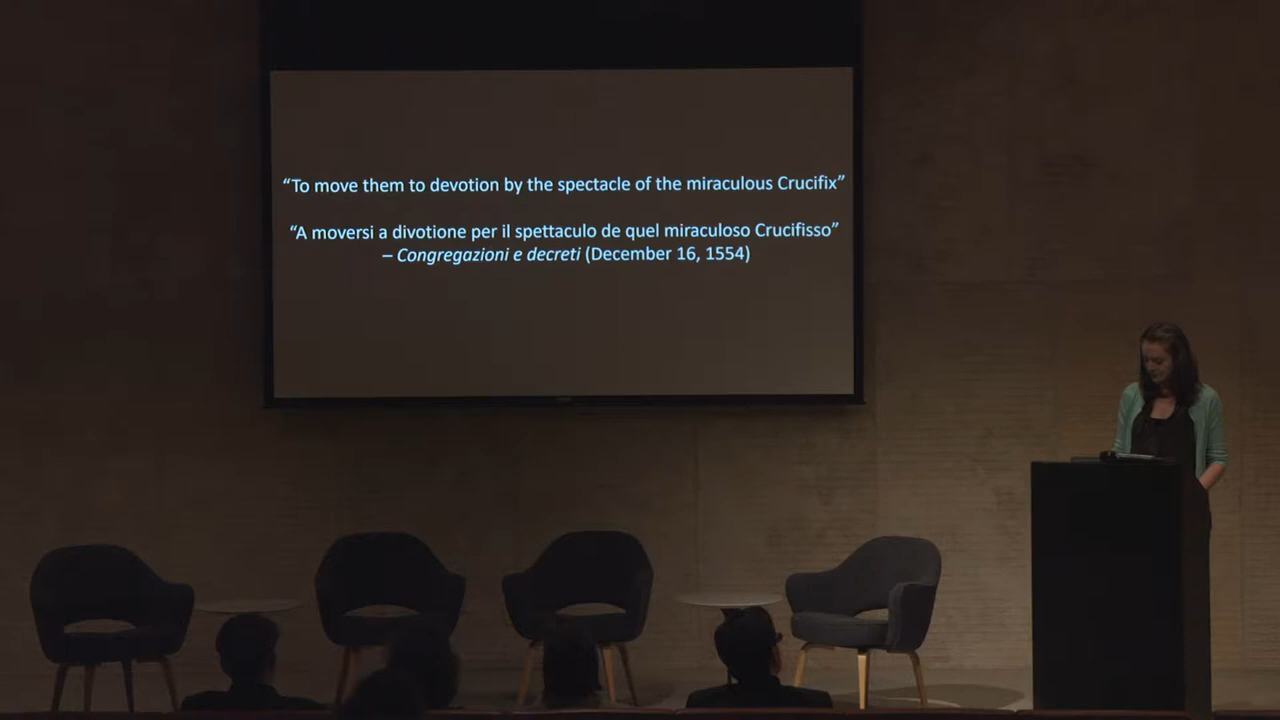 “To move them to devotion by the spectacle of the miraculous Crucifix”
“A moversi a divotione per il spettaculo de quel miraculoso Crucifisso”
– Congregazioni e decreti (December 16, 1554)